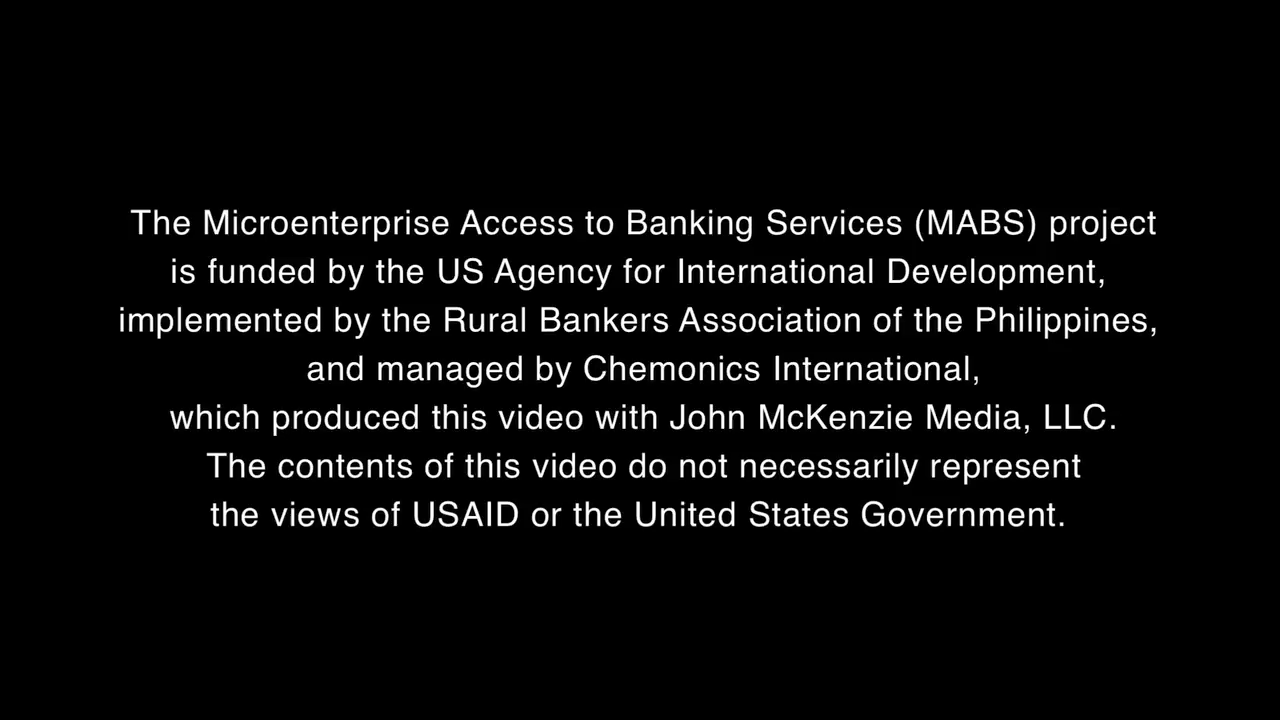 The Microenterprise Access to Banking Services (MABS) project
is funded by the US Agency for International Development,
implemented by the Rural Bankers Association of the Philippines,
and managed by Chemonics International,
which produced this video with John McKenzie Media, LLC.
The contents of this video do not necessarily represent
the views of USAID or the United States Government.